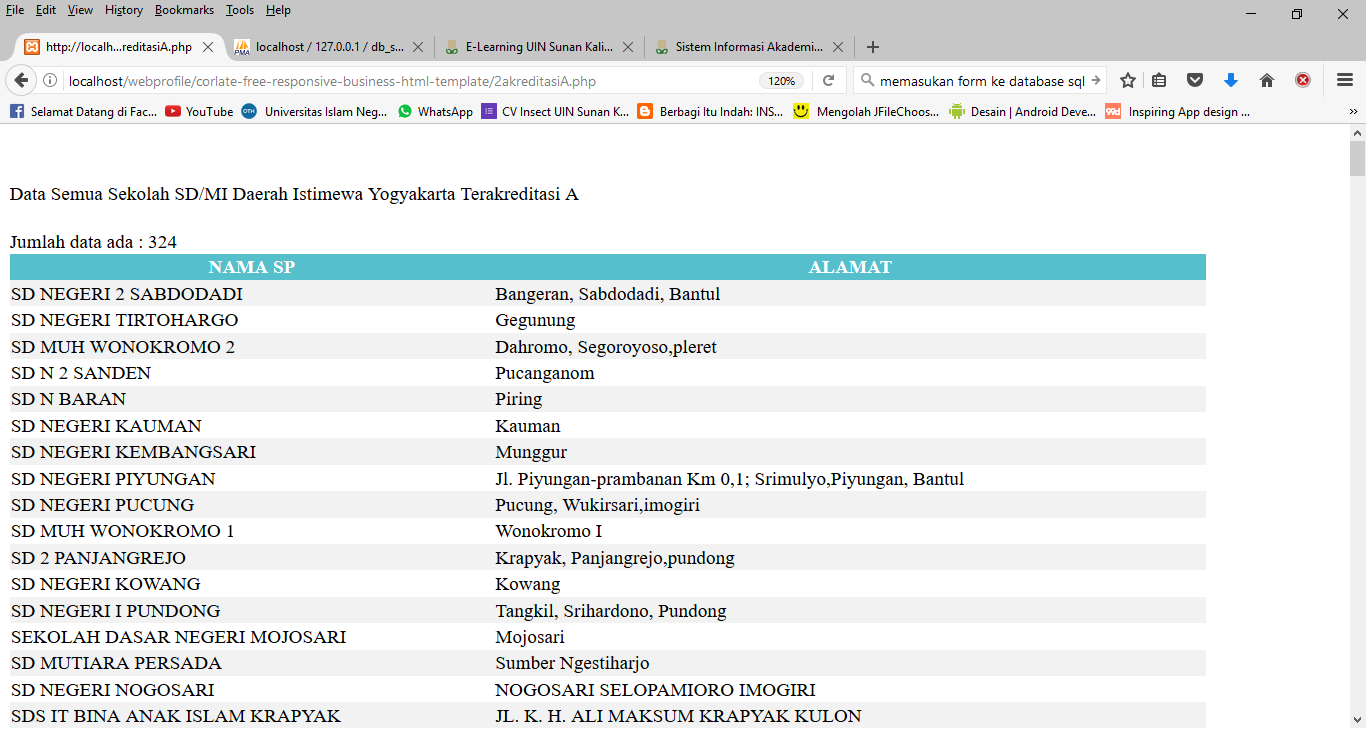 File Edit View History Bookmarks Tools Help
http://localh...reditasiA.php localhost / 127.0.0.1 / db_s... E-Learning UIN Sunan Kali... Sistem Informasi Akademi...
localhost/webprofile/corlate-free-responsive-business-html-template/2akreditasiA.php 120% memasukan form ke database sql
Selamat Datang di Fac... YouTube Universitas Islam Neg... WhatsApp CV Insect UIN Sunan K... Berbagi Itu Indah: INS... Mengolah JFileChoos... Desain | Android Deve... Inspiring App design ...
Data Semua Sekolah SD/MI Daerah Istimewa Yogyakarta Terakreditasi A
Jumlah data ada : 324
NAMA SP ALAMAT
SD NEGERI 2 SABDODADI Bangeran, Sabdodadi, Bantul
SD NEGERI TIRTOHARGO Gegunung
SD MUH WONOKROMO 2 Dahromo, Segoroyoso,pleret
SD N 2 SANDEN Pucanganom
SD N BARAN Piring
SD NEGERI KAUMAN Kauman
SD NEGERI KEMBANGSARI Munggur
SD NEGERI PIYUNGAN Jl. Piyungan-prambanan Km 0,1; Srimulyo,Piyungan, Bantul
SD NEGERI PUCUNG Pucung, Wukirsari,imogiri
SD MUH WONOKROMO 1 Wonokromo I
SD 2 PANJANGREJO Krapyak, Panjangrejo,pundong
SD NEGERI KOWANG Kowang
SD NEGERI I PUNDONG Tangkil, Srihardono, Pundong
SEKOLAH DASAR NEGERI MOJOSARI Mojosari
SD MUTIARA PERSADA Sumber Ngestiharjo
SD NEGERI NOGOSARI NOGOSARI SELOPAMIORO IMOGIRI
SDS IT BINA ANAK ISLAM KRAPYAK JL. K. H. ALI MAKSUM KRAPYAK KULON